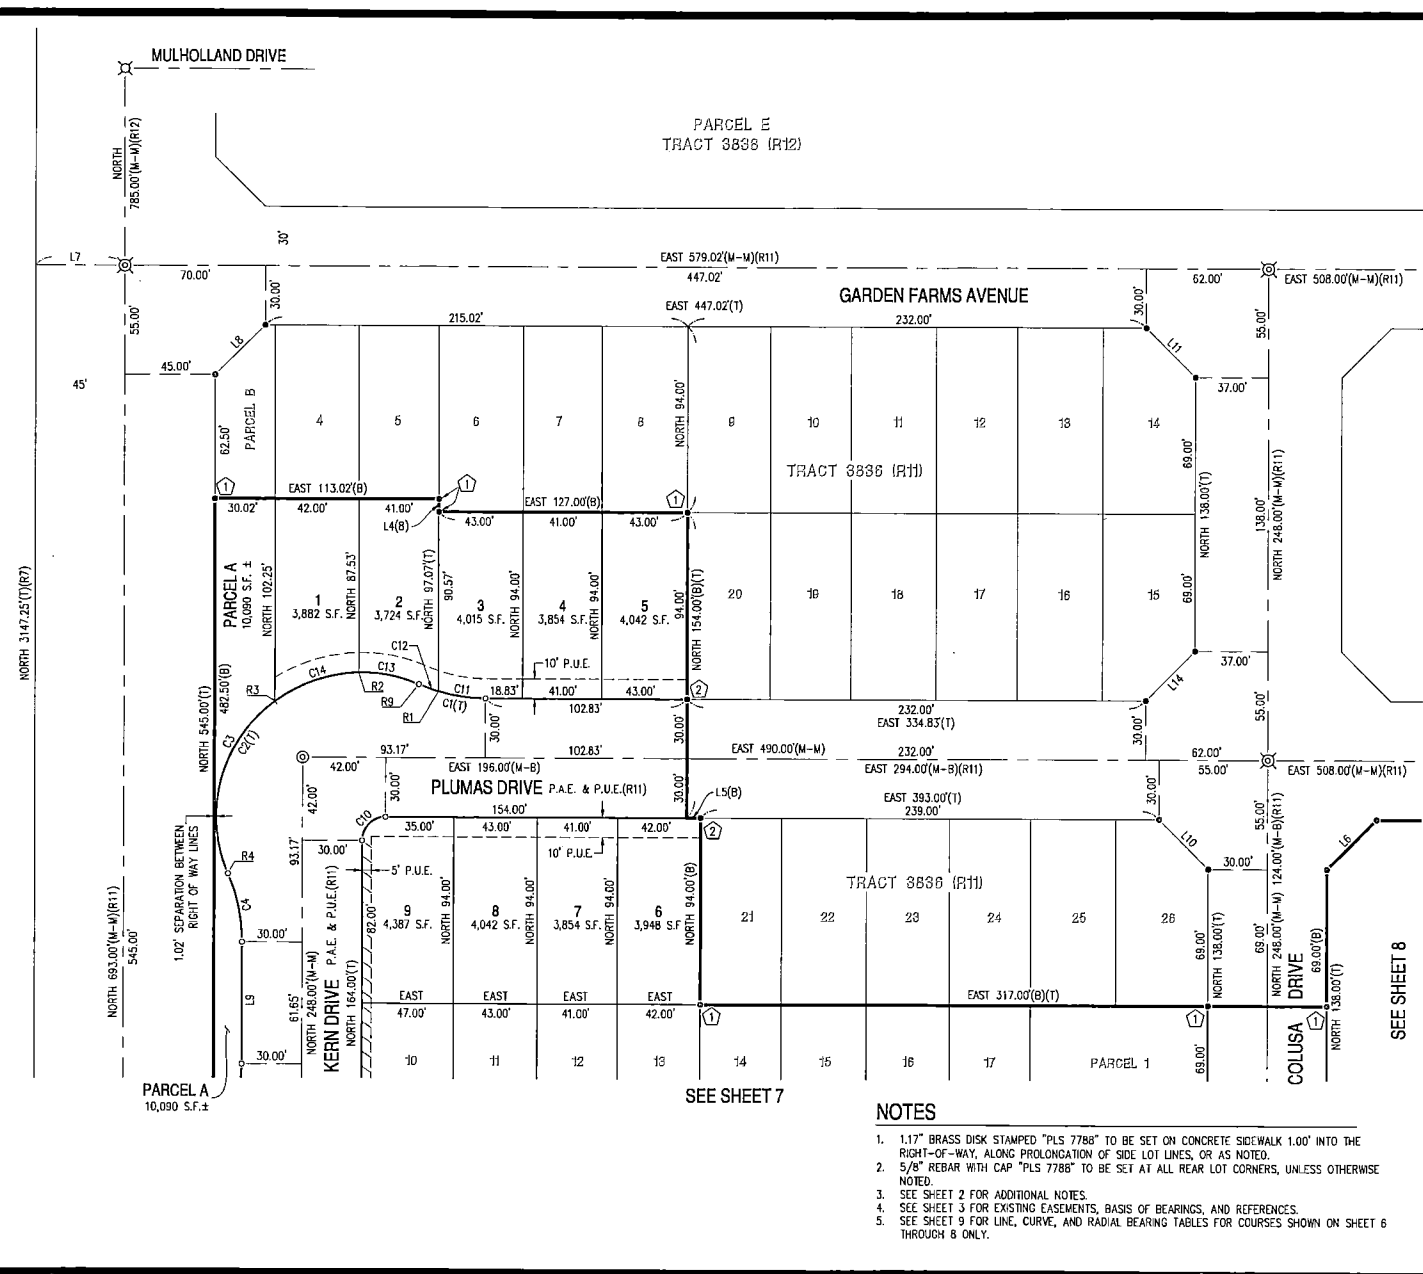 MULHOLLAND DRIVE
NORTH
785.00'(M-M)(R12)
PARCEL E
TRACT 3836 (R12)
30'
L7
70.00'
EAST 579.02'(M-M)(R11)
447.02'
62.00'
EAST 508.00'(M-M)(R11)
GARDEN FARMS AVENUE
30.00'
EAST 447.02'(T)
30.00'
55.00'
55.00'
215.02'
232.00'
L8
L11
45.00'
45'
37.00'
62.50'
PARCEL B
4
5
6
7
8
NORTH 94.00'
9
10
11
12
13
14
69.00'
TRACT 3836 (R11)
NORTH 138.00'(T)
138.00'
NORTH 248.00'(M-M)(R11)
1
EAST 113.02'(B)
1
EAST 127.00'(B)
1
30.02'
42.00'
41.00'
L4(B)
43.00'
41.00'
43.00'
NORTH 3147.25'(T)(R7)
PARCEL A
10,090 S.F. ±
NORTH 102.25'
1
3,882 S.F.
NORTH 87.53'
2
3,724 S.F.
NORTH 97.07'(T)
90.57'
3
4,015 S.F.
NORTH 94.00'
4
3,854 S.F.
NORTH 94.00'
5
4,042 S.F.
94.00'
NORTH 154.00'(B)(T)
20
19
18
17
16
15
69.00'
C12
C14
C13
10' P.U.E.
37.00'
R3
R2
R9
R1
C11
C1(T)
18.83'
41.00'
43.00'
2
L14
102.83'
232.00'
EAST 334.83'(T)
NORTH 545.00'(T)
482.50'(B)
C3
C2(T)
30.00'
30.00'
30.00'
55.00'
93.17'
102.83'
EAST 490.00'(M-M)
232.00'
62.00'
42.00'
EAST 196.00'(M-B)
EAST 294.00'(M-B)(R11)
55.00'
EAST 508.00'(M-M)(R11)
PLUMAS DRIVE P.A.E. & P.U.E.(R11)
42.00'
30.00'
30.00'
L5(B)
EAST 393.00'(T)
239.00'
30.00'
55.00'
C10
154.00'
35.00'
43.00'
41.00'
42.00'
2
L10
L6
1.02' SEPARATION BETWEEN
RIGHT OF WAY LINES
93.17'
30.00'
10' P.U.E.
30.00'
R4
5' P.U.E.
TRACT 3836 (R11)
C4
KERN DRIVE P.A.E. & P.U.E.(R11)
82.00'
9
4,387 S.F.
NORTH 94.00'
8
4,042 S.F.
NORTH 94.00'
7
3,854 S.F.
NORTH 94.00'
6
3,948 S.F.
NORTH 94.00'(B)
21
22
23
24
25
26
69.00'
NORTH 138.00'(T)
69.00'
NORTH 248.00'(M-M) 124.00'(M-B)(R11)
COLUSA DRIVE
69.00'(B)
NORTH 138.00'(T)
SEE SHEET 8
30.00'
NORTH 693.00'(M-M)(R11)
545.00'
L9
61.65'
NORTH 248.00'(M-M)
NORTH 164.00'(T)
EAST
EAST
EAST
EAST
EAST 317.00'(B)(T)
47.00'
43.00'
41.00'
42.00'
1
1
1
30.00'
10
11
12
13
14
15
16
17
PARCEL 1
69.00'
PARCEL A
10,090 S.F.±
SEE SHEET 7
NOTES
1. 1.17" BRASS DISK STAMPED "PLS 7788" TO BE SET ON CONCRETE SIDEWALK 1.00' INTO THE
RIGHT-OF-WAY, ALONG PROLONGATION OF SIDE LOT LINES, OR AS NOTED.
2. 5/8" REBAR WITH CAP "PLS 7788" TO BE SET AT ALL REAR LOT CORNERS, UNLESS OTHERWISE
NOTED.
3. SEE SHEET 2 FOR ADDITIONAL NOTES.
4. SEE SHEET 3 FOR EXISTING EASEMENTS, BASIS OF BEARINGS, AND REFERENCES.
5. SEE SHEET 9 FOR LINE, CURVE, AND RADIAL BEARING TABLES FOR COURSES SHOWN ON SHEET 6
THROUGH 8 ONLY.